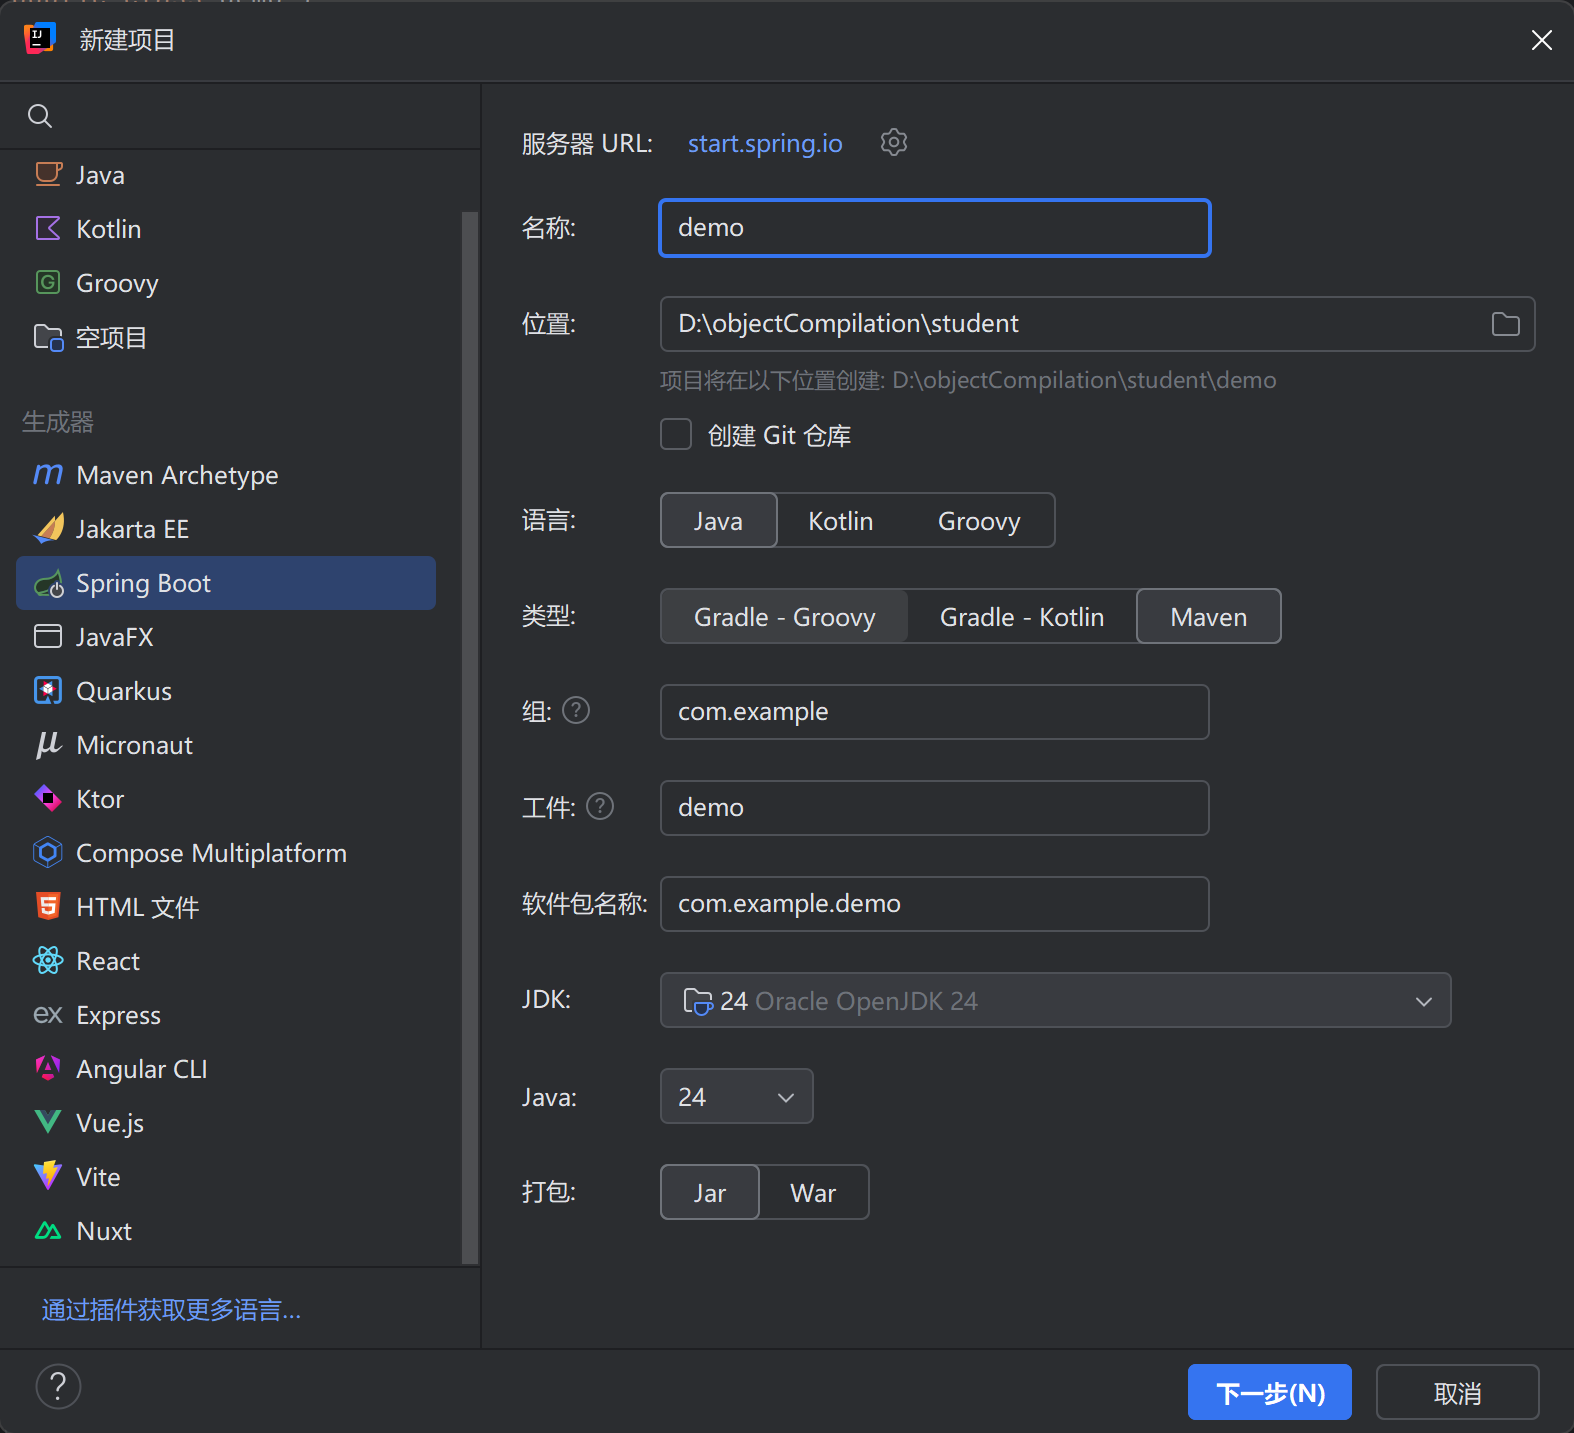 新建项目
Java
Kotlin
Groovy
空项目
生成器
Maven Archetype
Jakarta EE
Spring Boot
JavaFX
Quarkus
Micronaut
Ktor
Compose Multiplatform
HTML 文件
React
Express
Angular CLI
Vue.js
Vite
Nuxt
通过插件获取更多语言...
服务器 URL: start.spring.io
名称: demo
位置: D:\objectCompilation\student
项目将在以下位置创建: D:\objectCompilation\student\demo
创建 Git 仓库
语言: Java Kotlin Groovy
类型: Gradle - Groovy Gradle - Kotlin Maven
组: ? com.example
工件: ? demo
软件包名称: com.example.demo
JDK: 24 Oracle OpenJDK 24
Java: 24
打包: Jar War
? 下一步(N) 取消